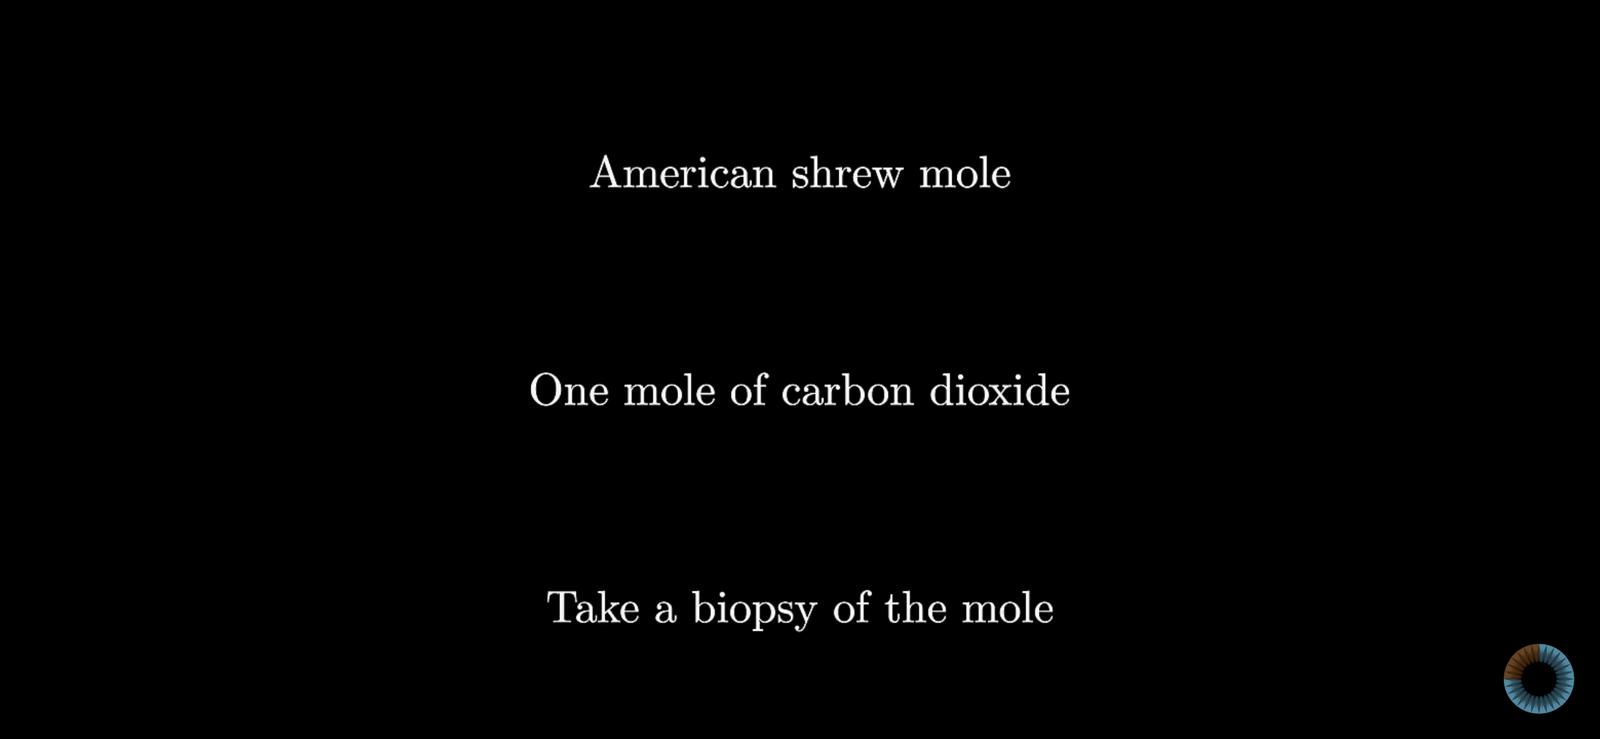 American shrew mole
One mole of carbon dioxide
Take a biopsy of the mole